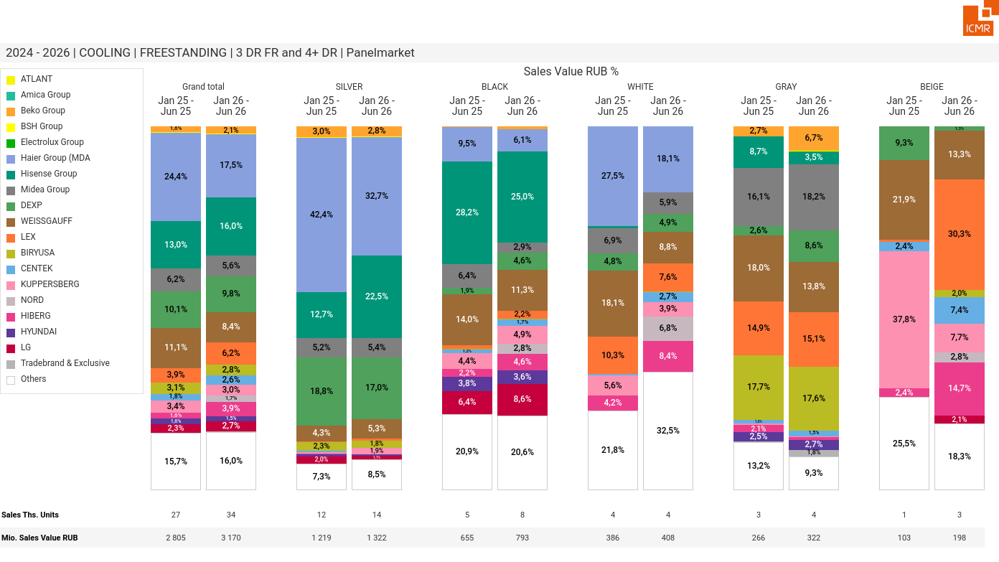 ICMR
2024 - 2026 | COOLING | FREESTANDING | 3 DR FR and 4+ DR | Panelmarket
Sales Value RUB %
ATLANT
Amica Group
Beko Group
BSH Group
Electrolux Group
Haier Group (MDA
Hisense Group
Midea Group
DEXP
WEISSGAUFF
LEX
BIRYUSA
CENTEK
KUPPERSBERG
NORD
HIBERG
HYUNDAI
LG
Tradebrand & Exclusive
Others
Grand total
Jan 25 -
Jun 25
1,6%
24,4%
13,0%
6,2%
10,1%
11,1%
3,9%
3,1%
1,8%
3,4%
1,6%
1,6%
2,3%
15,7%
Jan 26 -
Jun 26
2,1%
17,5%
16,0%
5,6%
9,8%
8,4%
6,2%
2,8%
2,6%
3,0%
1,7%
3,9%
1,5%
2,7%
16,0%
SILVER
Jan 25 -
Jun 25
3,0%
42,4%
12,7%
5,2%
18,8%
4,3%
2,3%
2,0%
7,3%
Jan 26 -
Jun 26
2,8%
32,7%
22,5%
5,4%
17,0%
5,3%
1,8%
1,9%
1,1%
8,5%
BLACK
Jan 25 -
Jun 25
9,5%
28,2%
6,4%
1,9%
14,0%
1,2%
4,4%
2,2%
3,8%
6,4%
20,9%
Jan 26 -
Jun 26
6,1%
25,0%
2,9%
4,6%
11,3%
2,2%
1,7%
4,9%
2,8%
4,6%
3,6%
8,6%
20,6%
WHITE
Jan 25 -
Jun 25
27,5%
6,9%
4,8%
18,1%
10,3%
5,6%
4,2%
21,8%
Jan 26 -
Jun 26
18,1%
5,9%
4,9%
8,8%
7,6%
2,7%
3,9%
6,8%
8,4%
32,5%
GRAY
Jan 25 -
Jun 25
2,7%
8,7%
16,1%
2,6%
18,0%
14,9%
17,7%
2,1%
2,5%
13,2%
Jan 26 -
Jun 26
6,7%
3,5%
18,2%
8,6%
13,8%
15,1%
17,6%
1,5%
2,7%
1,8%
9,3%
BEIGE
Jan 25 -
Jun 25
9,3%
21,9%
2,4%
37,8%
2,4%
25,5%
Jan 26 -
Jun 26
1,3%
13,3%
30,3%
2,0%
7,4%
7,7%
2,8%
14,7%
2,1%
18,3%
Sales Ths. Units 27 34 12 14 5 8 4 4 3 4 1 3
Mio. Sales Value RUB 2 805 3 170 1 219 1 322 655 793 386 408 266 322 103 198